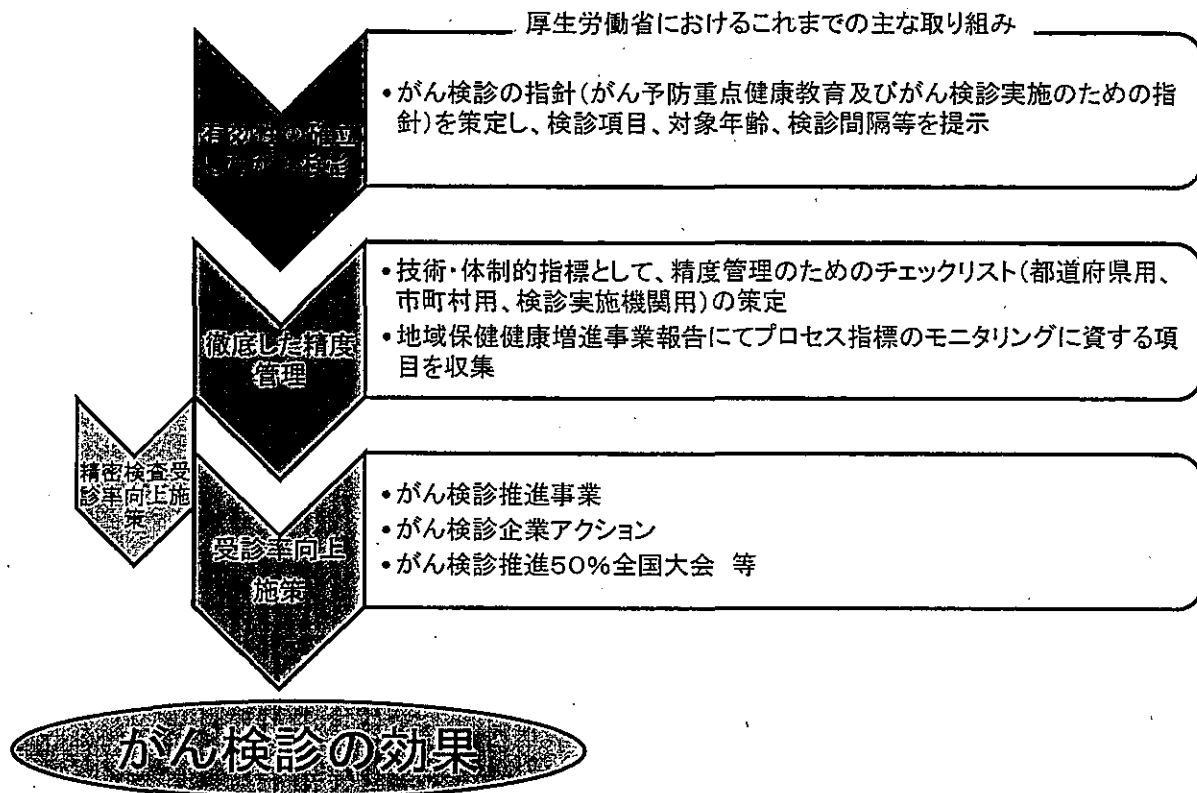 厚生労働省におけるこれまでの主な取り組み
•がん検診の指針(がん予防重点健康教育及びがん検診実施のための指
針)を策定し、検診項目、対象年齢、検診間隔等を提示
徹底した精度
管理
•技術・体制的指標として、精度管理のためのチェックリスト(都道府県用、
市町村用、検診実施機関用)の策定
•地域保健健康増進事業報告にてプロセス指標のモニタリングに資する項
目を収集
精密検査受
診率向上施
策
受診率向上
施策
•がん検診推進事業
•がん検診企業アクション
•がん検診推進50%全国大会 等
がん検診の効果